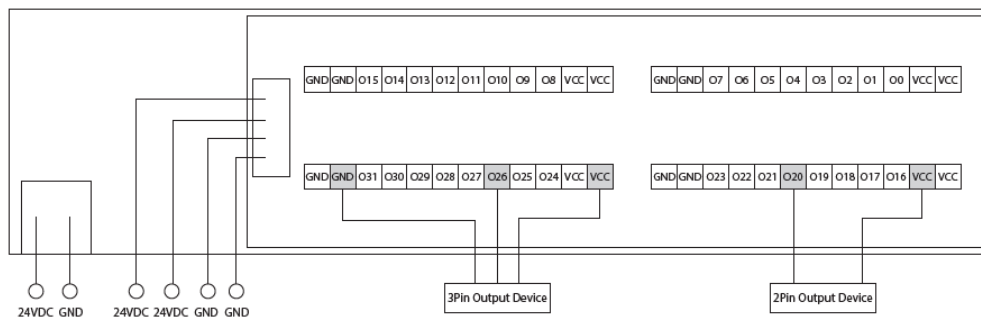 GND GND O15 O14 O13 O12 O11 O10 O9 O8 VCC VCC
GND GND O7 O6 O5 O4 O3 O2 O1 O0 VCC VCC
GND GND O31 O30 O29 O28 O27 O26 O25 O24 VCC VCC
GND GND O23 O22 O21 O20 O19 O18 O17 O16 VCC VCC
3Pin Output Device
2Pin Output Device
24VDC GND
24VDC 24VDC GND GND